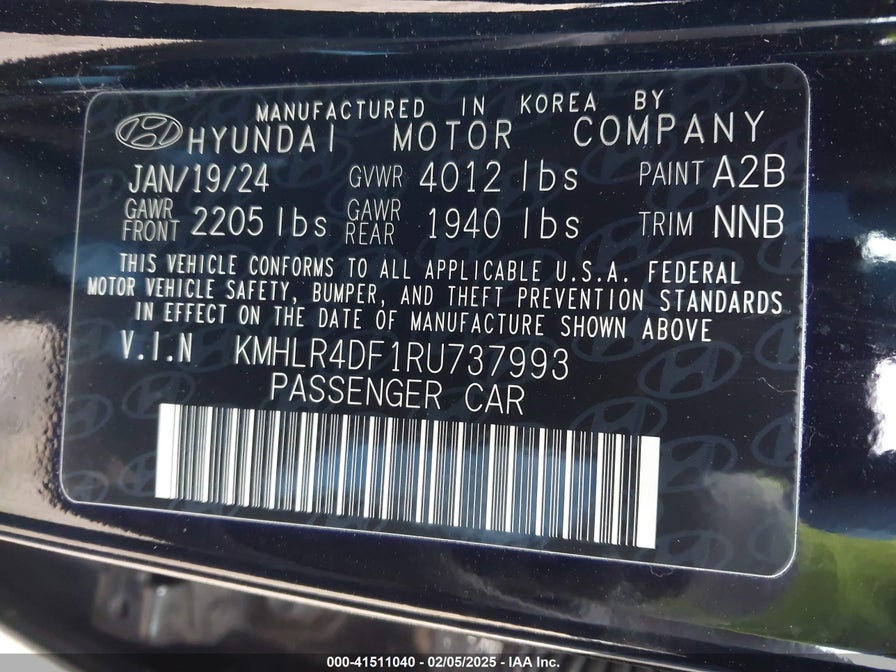 MANUFACTURED IN KOREA BY
HYUNDAI MOTOR COMPANY
JAN/19/24 GVWR 4012 lbs PAINT A2B
GAWR FRONT 2205 lbs GAWR REAR 1940 lbs TRIM NNB
THIS VEHICLE CONFORMS TO ALL APPLICABLE U.S.A. FEDERAL
MOTOR VEHICLE SAFETY, BUMPER, AND THEFT PREVENTION STANDARDS
IN EFFECT ON THE DATE OF MANUFACTURE SHOWN ABOVE
V.I.N KMHLR4DF1RU737993
PASSENGER CAR
000-41511040 - 02/05/2025 - IAA Inc.